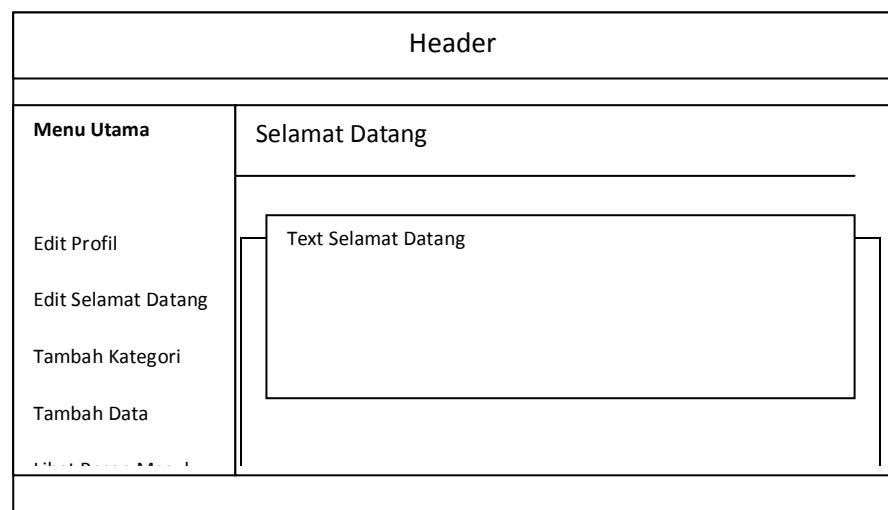 Header
Menu Utama
Selamat Datang
Edit Profil
Text Selamat Datang
Edit Selamat Datang
Tambah Kategori
Tambah Data